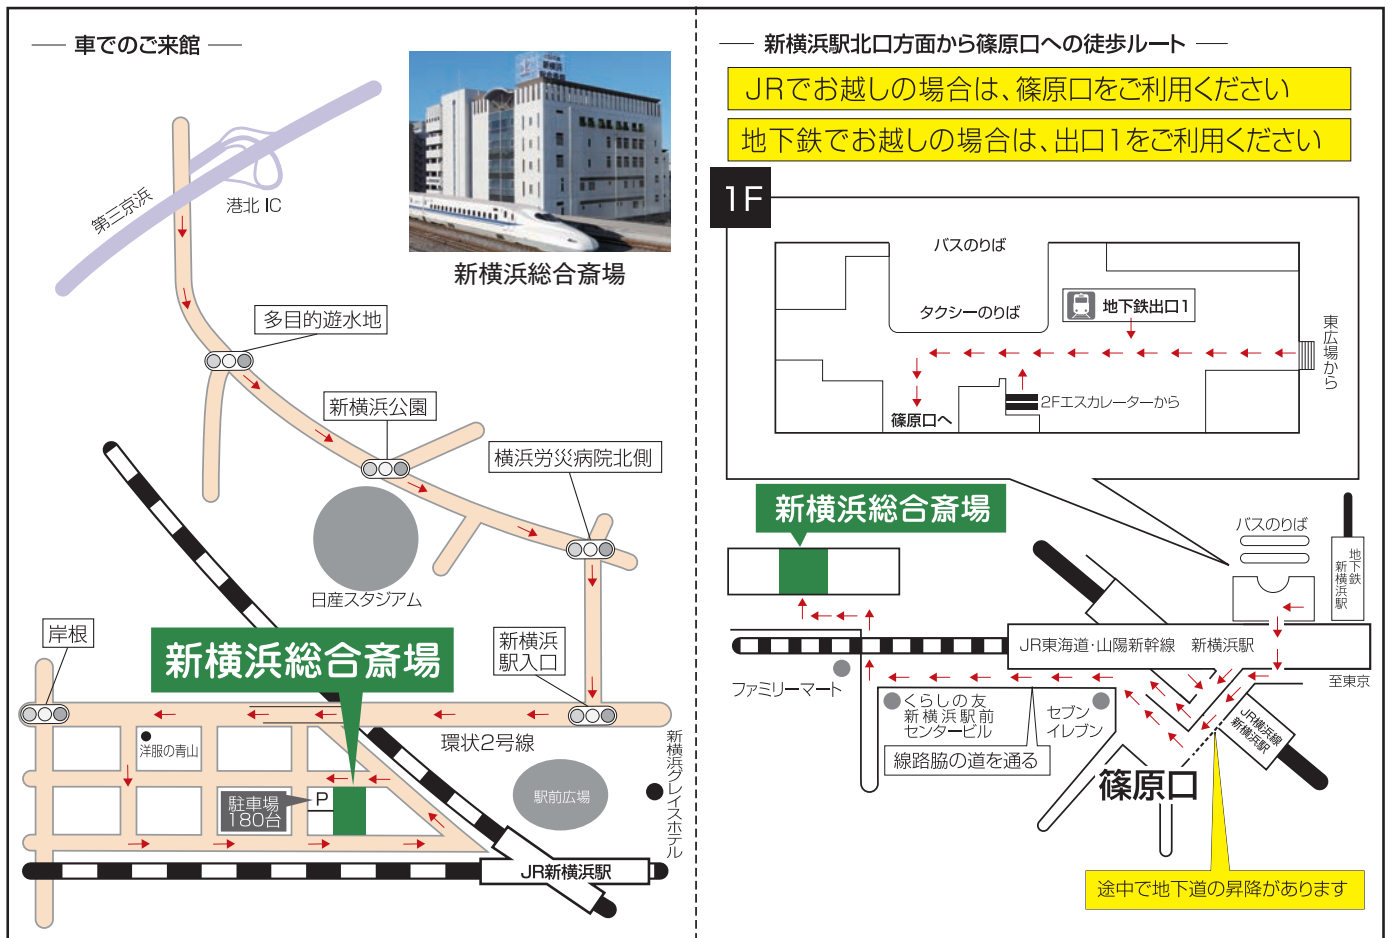 車でのご来館
第三京浜
港北 IC
新横浜総合斎場
多目的遊水地
新横浜公園
横浜労災病院北側
日産スタジアム
岸根
新横浜総合斎場
新横浜
駅入口
洋服の青山
環状2号線
駐車場
180台
P
駅前広場
新横浜グレイスホテル
JR新横浜駅
新横浜駅北口方面から篠原口への徒歩ルート
JRでお越しの場合は、篠原口をご利用ください
地下鉄でお越しの場合は、出口1をご利用ください
1F
バスのりば
タクシーのりば
地下鉄出口1
東広場から
2Fエスカレーターから
篠原口へ
新横浜総合斎場
バスのりば
地下鉄
新横浜駅
JR東海道・山陽新幹線 新横浜駅
至東京
ファミリーマート
くらしの友
新横浜駅前
センタービル
セブン
イレブン
JR横浜線
新横浜駅
線路脇の道を通る
篠原口
途中で地下道の昇降があります